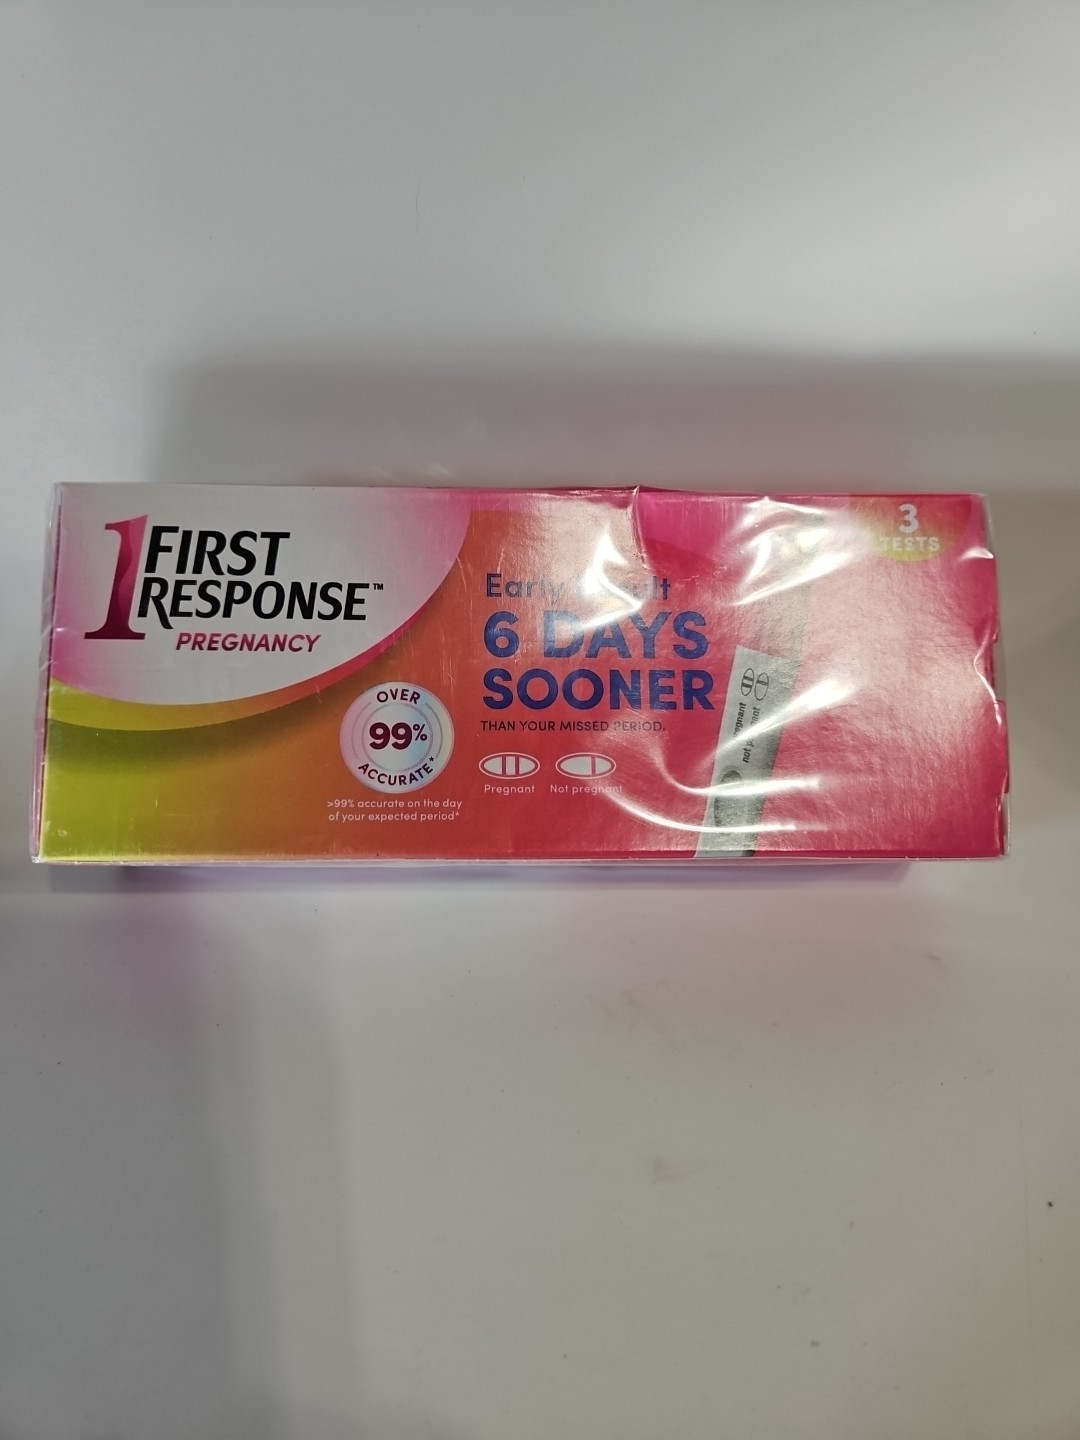 1 FIRST
RESPONSE™
PREGNANCY
OVER
99%
ACCURATE*
>99% accurate on the day
of your expected period*
Early
6 DAYS
SOONER
THAN YOUR MISSED PERIOD.
Pregnant Not pregnant
3
TESTS
not